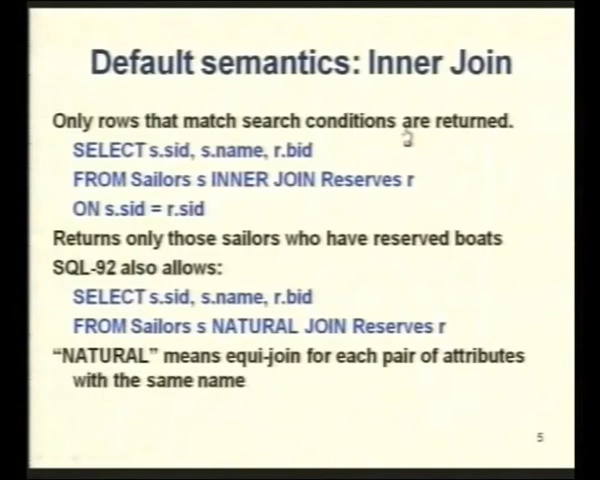 Default semantics: Inner Join
Only rows that match search conditions are returned.
SELECT s.sid, s.name, r.bid
FROM Sailors s INNER JOIN Reserves r
ON s.sid = r.sid
Returns only those sailors who have reserved boats
SQL-92 also allows:
SELECT s.sid, s.name, r.bid
FROM Sailors s NATURAL JOIN Reserves r
“NATURAL” means equi-join for each pair of attributes
with the same name
5